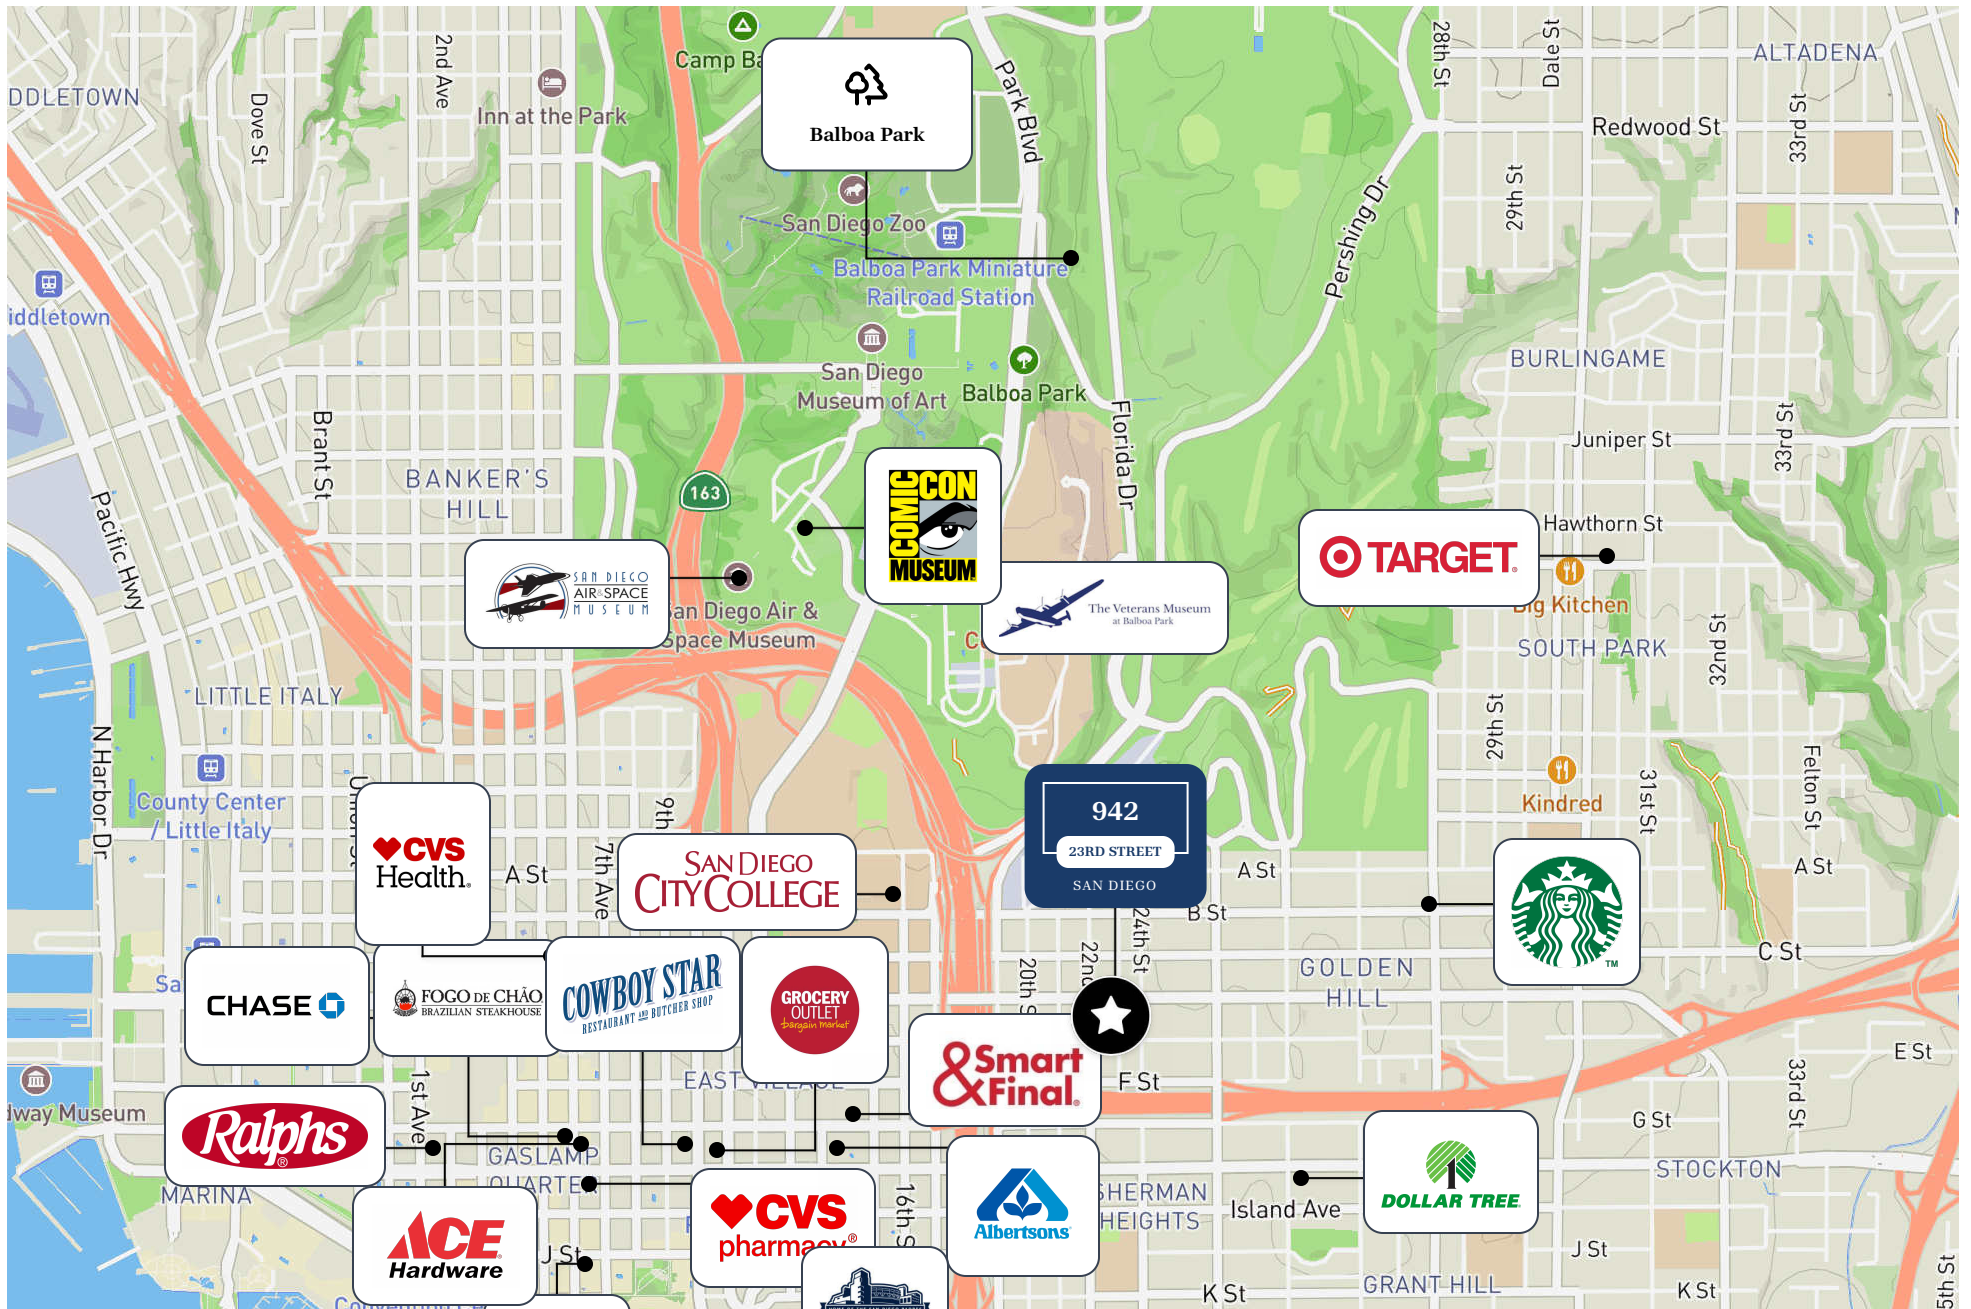 28th St
Dale St
ALTADENA
2nd Ave
Camp Ba
Park Blvd
DDLETOWN
Dove St
Inn at the Park
Balboa Park
Redwood St
33rd St
29th St
Pershing Dr
San Diego Zoo
Balboa Park Miniature
Railroad Station
iddletown
San Diego
Museum of Art
Balboa Park
BURLINGAME
Florida Dr
Brant St
Juniper St
33rd St
BANKER'S
HILL
163
COMIC
CON
MUSEUM
Hawthorn St
Pacific Hwy
TARGET
SAN DIEGO
AIR & SPACE
MUSEUM
an Diego Air &
Space Museum
The Veterans Museum
at Balboa Park
Big Kitchen
SOUTH PARK
32nd St
LITTLE ITALY
29th St
N Harbor Dr
County Center
/ Little Italy
9th
Kindred
31st St
Felton St
942
23RD STREET
SAN DIEGO
CVS
Health
A St
7th Ave
SAN DIEGO
CITY COLLEGE
A St
A St
B St
24th St
22nd
20th S
C St
GOLDEN
HILL
TM
Sa
CHASE
FOGO DE CHÃO
BRAZILIAN STEAKHOUSE
COWBOY STAR
RESTAURANT AND BUTCHER SHOP
GROCERY
OUTLET
bargain market
Smart
&Final
E St
F St
EAST VILLAGE
dway Museum
1st Ave
Ralphs
33rd St
G St
GASLAMP
QUARTER
MARINA
STOCKTON
DOLLAR TREE
SHERMAN
HEIGHTS
Island Ave
Albertsons
16th S
CVS
pharmacy
ACE
Hardware
J St
J St
GRANT HILL
K St
K St
5th St
Convention Ce